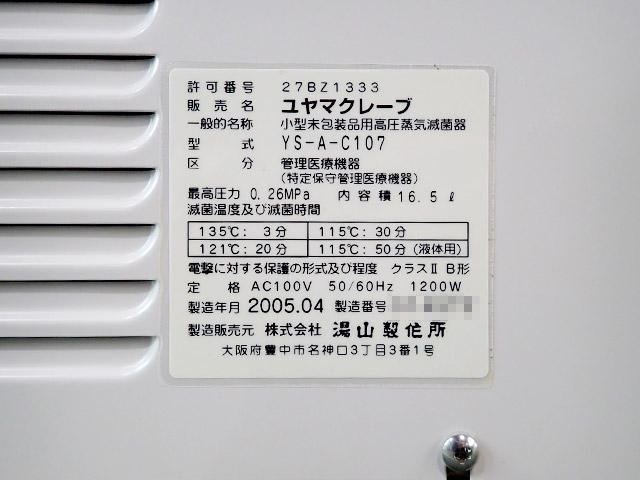 許可番号 27BZ1333
販売名 ユヤマクレーブ
一般的名称 小型未包装品用高圧蒸気滅菌器
型式 YS-A-C107
区分 管理医療機器
(特定保守管理医療機器)
最高圧力 0.26MPa 内容積 16.5ℓ
滅菌温度及び滅菌時間
135℃: 3分 115℃: 30分
121℃: 20分 115℃: 50分(液体用)
電撃に対する保護の形式及び程度 クラスⅡ B形
定格 AC100V 50/60Hz 1200W
製造年月 2005.04 製造番号
製造販売元 株式会社 湯山製作所
大阪府豊中市名神口3丁目3番1号